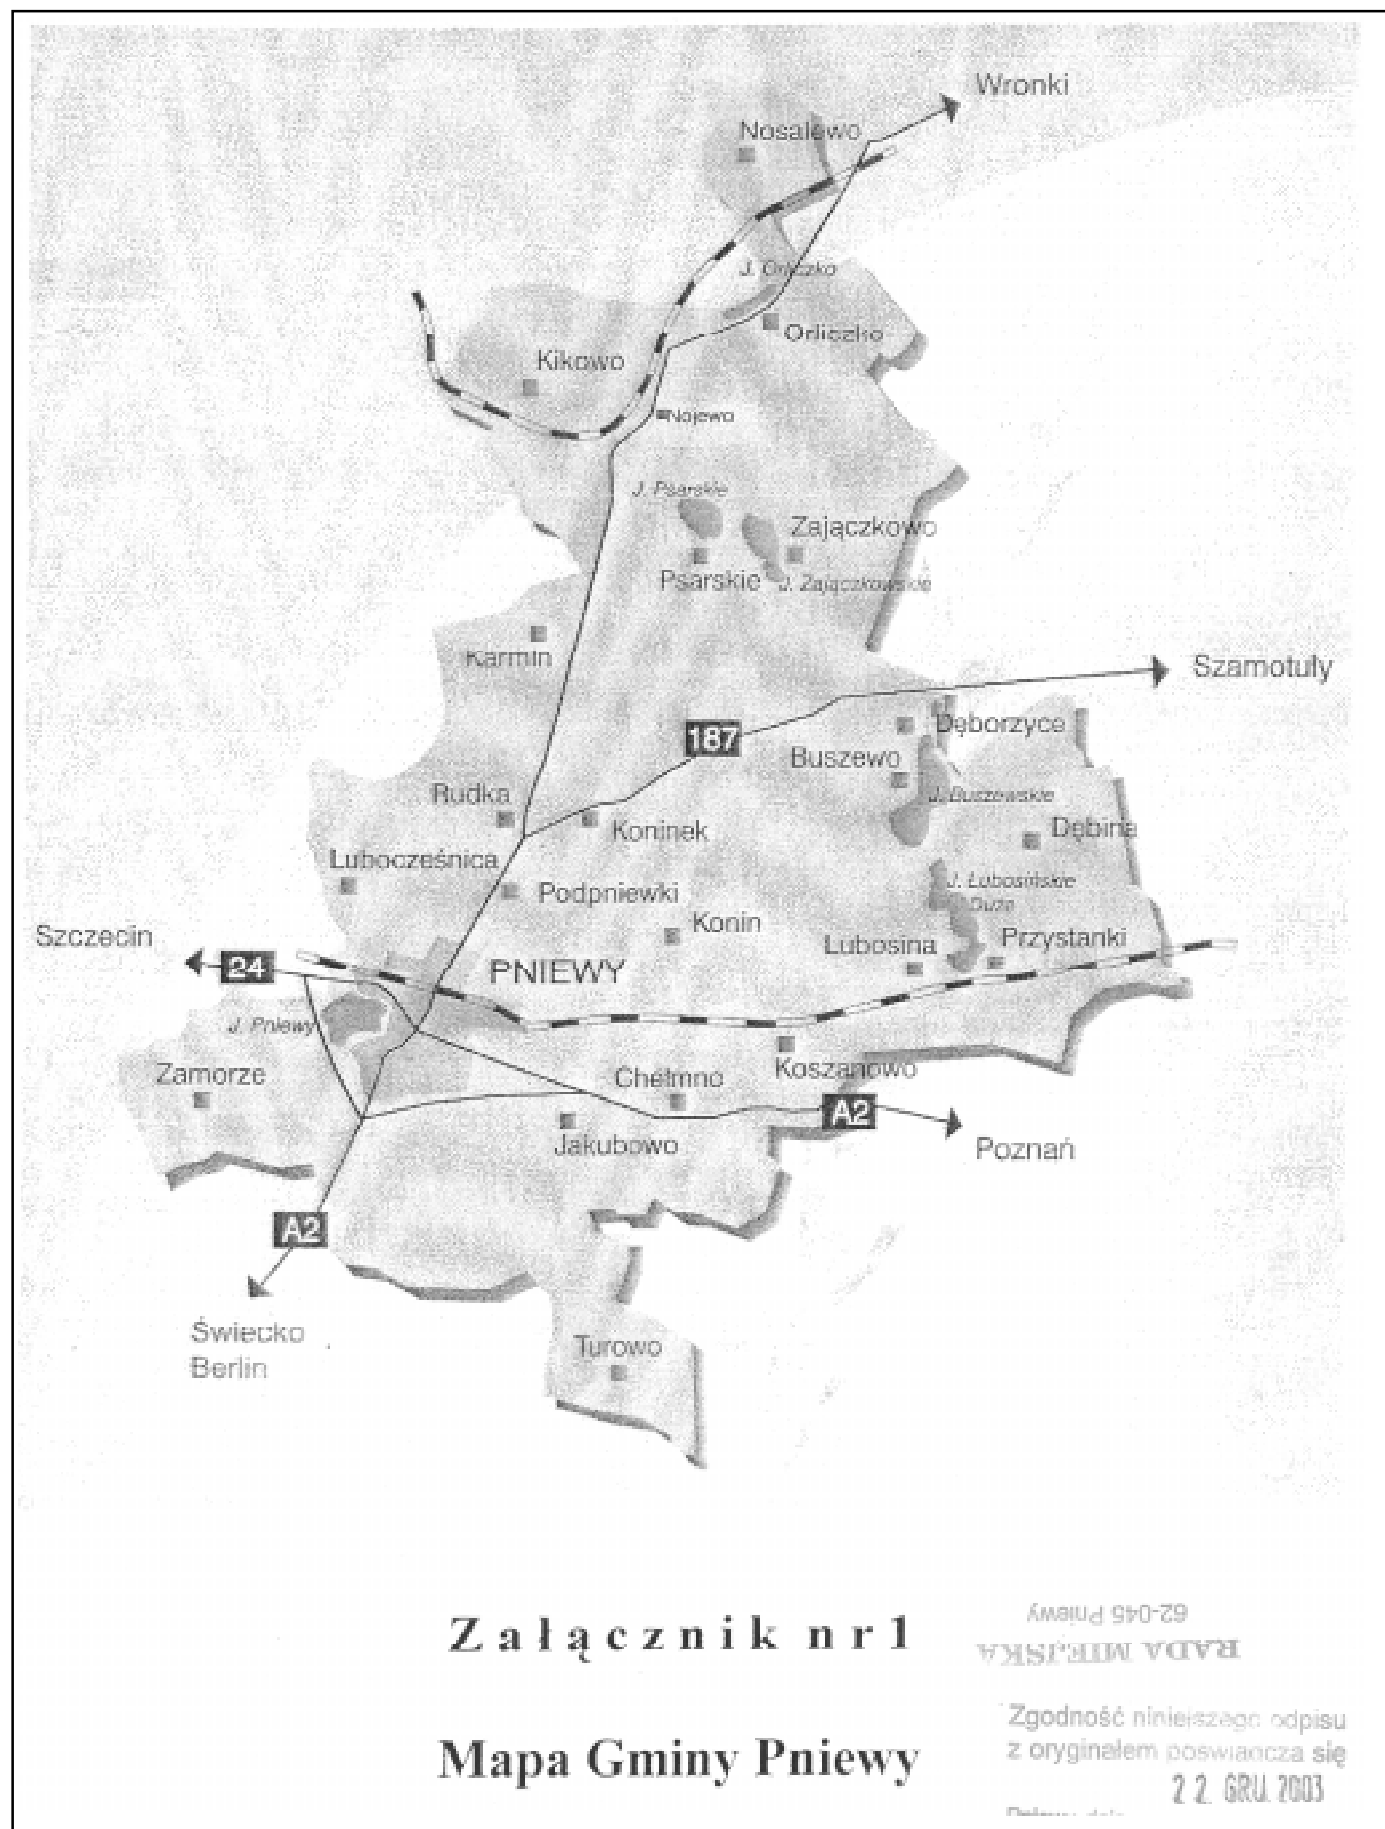 Wronki
Nosalewo
J. Orliczko
Orliczko
Kikowo
Nojewo
J. Psarskie
Zajączkowo
Psarskie
J. Zajączkowskie
Karmin
Szamotuły
187
Dęborzyce
Buszewo
J. Buszewskie
Rudka
Koninek
Dębina
Lubocześnica
J. Lubosińskie
Duże
Podpniewki
Konin
Szczecin
Lubosina
Przystanki
24
PNIEWY
J. Pniewy
Zamorze
Chełmno
Koszanowo
A2
Jakubowo
Poznań
A2
Świecko
Berlin
Turowo
Załącznik nr1
62-045 Pniewy
RADA MIEJSKA
Mapa Gminy Pniewy
Zgodność niniejszego odpisu
z oryginałem poświadcza się
22. GRU. 2003